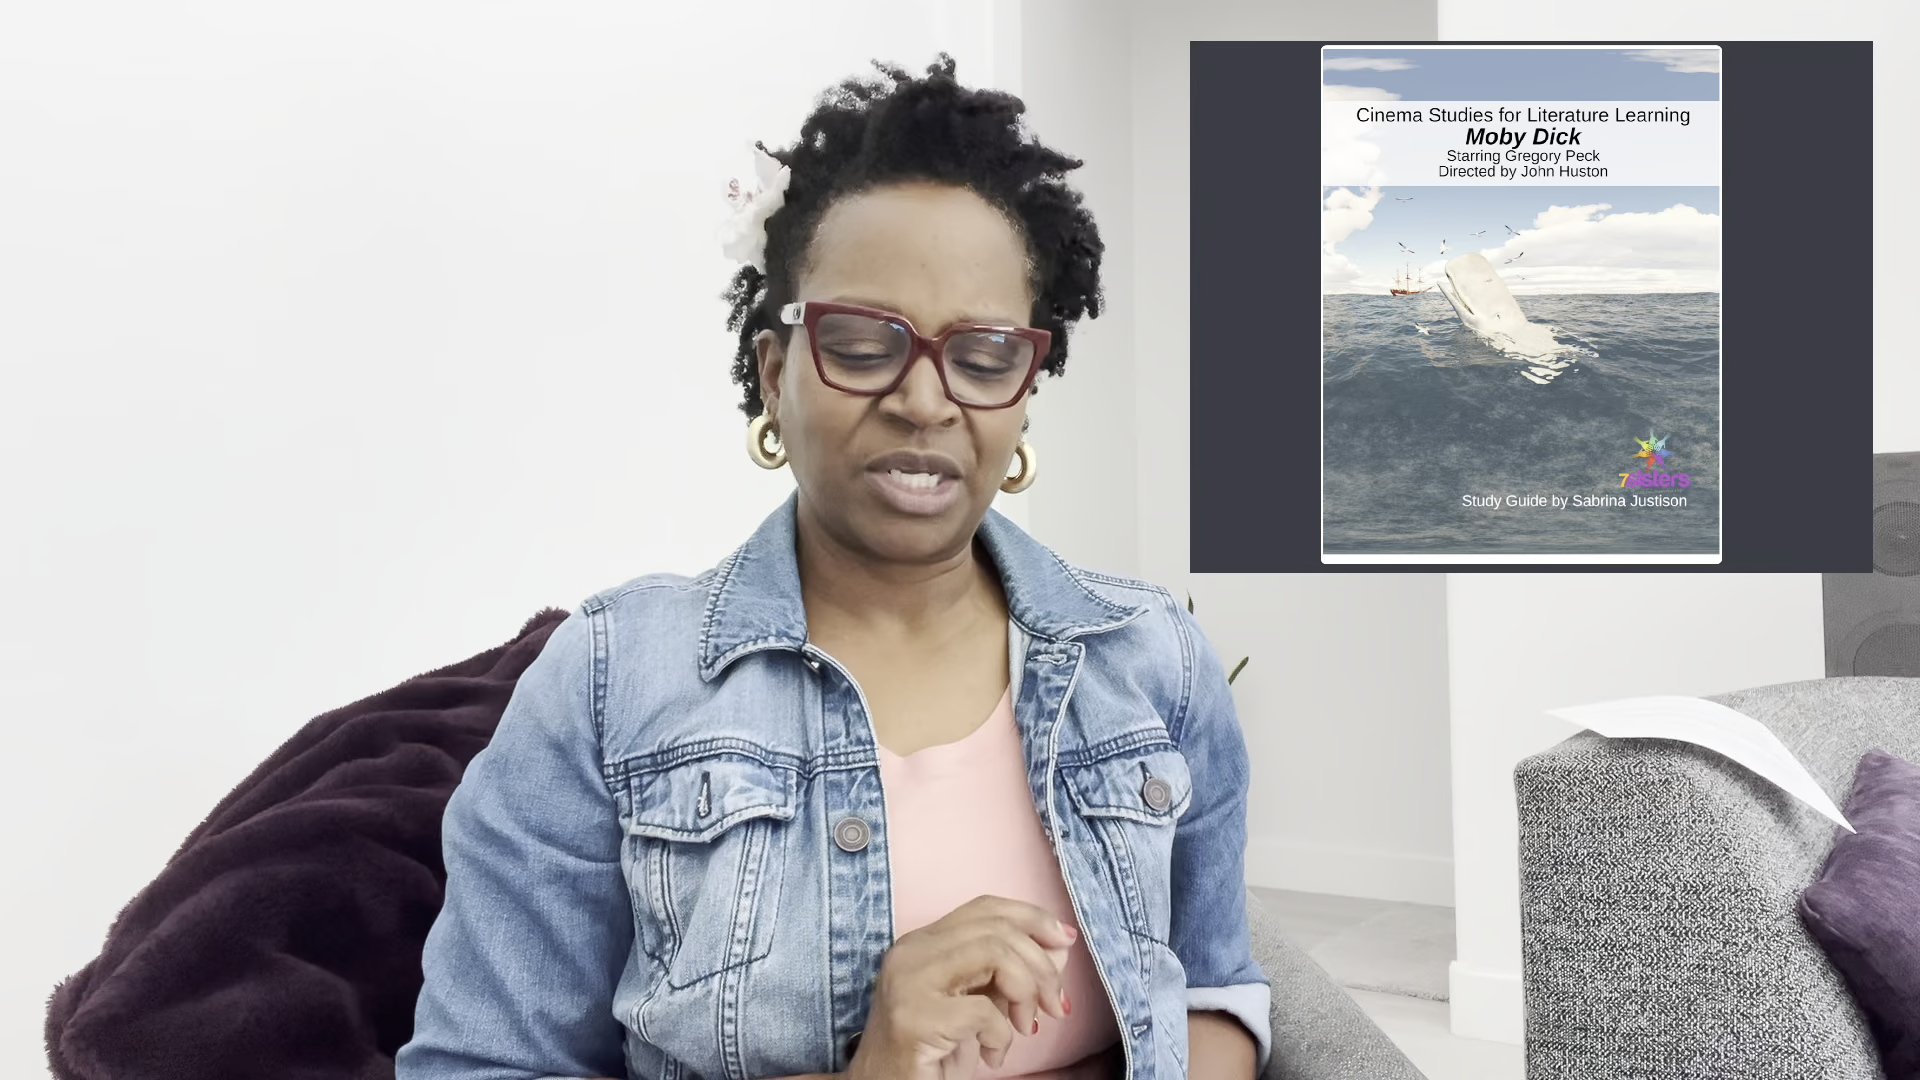 Cinema Studies for Literature Learning
Moby Dick
Starring Gregory Peck
Directed by John Huston
7sisters
Study Guide by Sabrina Justison